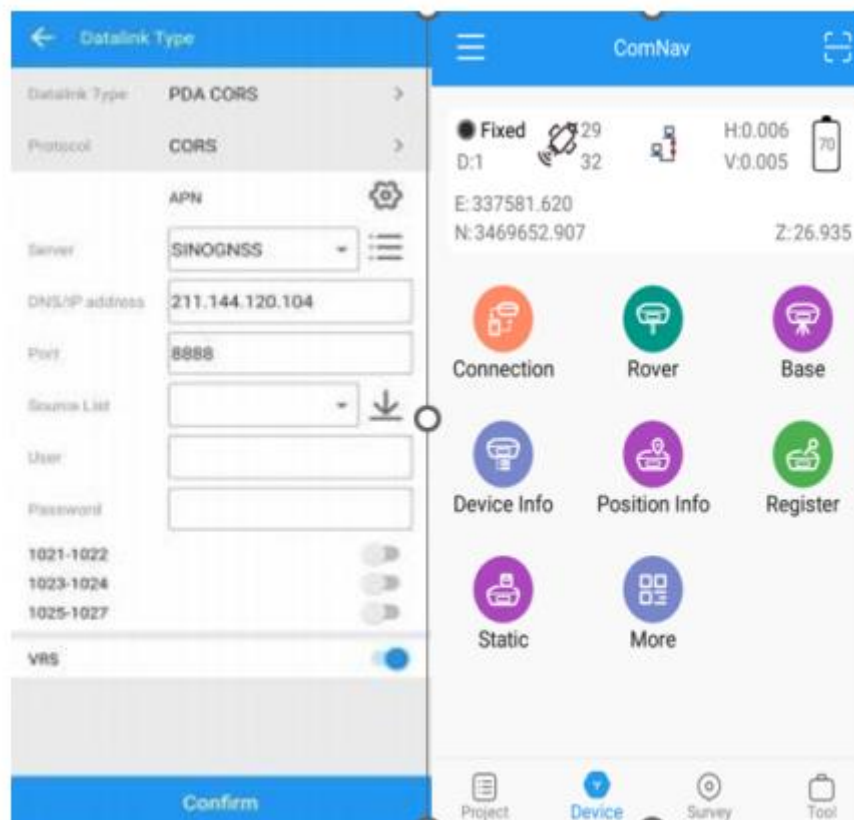 Datalink Type
Datalink Type PDA CORS
Protocol CORS
APN
Server SINOGNSS
DNS/IP address 211.144.120.104
Port 8888
Source List
User
Password
1021-1022
1023-1024
1025-1027
VRS
Confirm
ComNav
Fixed 29 H:0.006 70
D:1 32 V:0.005
E:337581.620
N:3469652.907 Z:26.935
Connection Rover Base
Device Info Position Info Register
Static More
Project Device Survey Tool